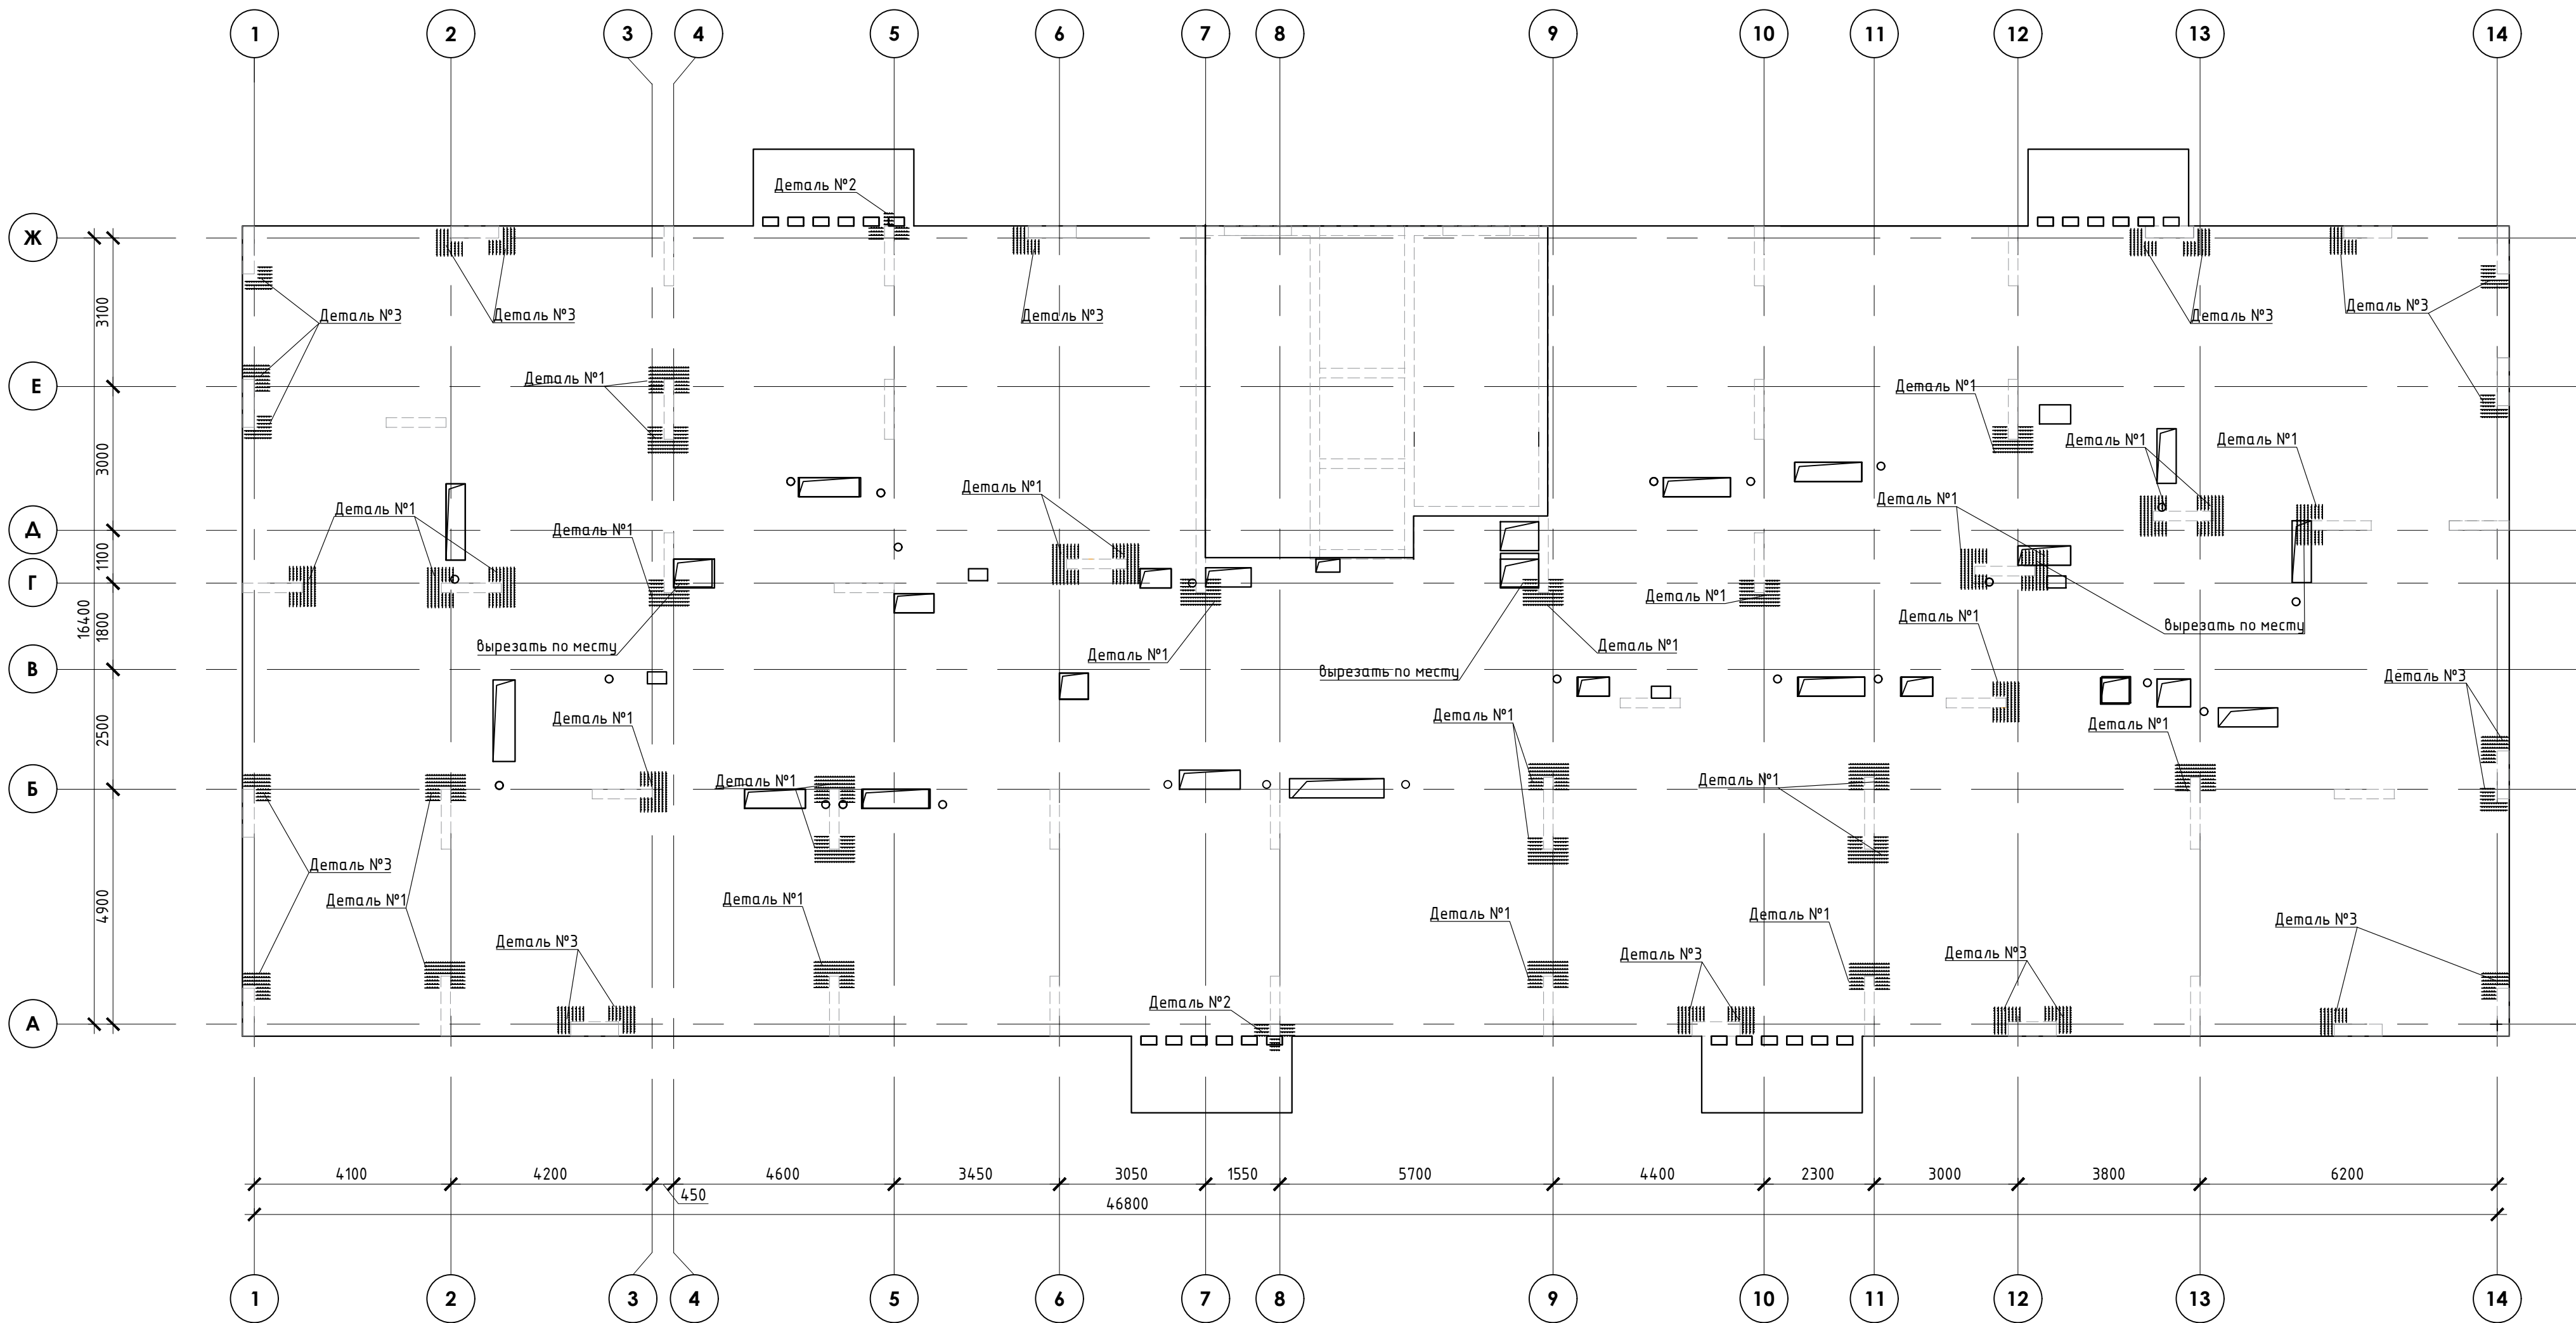 1 2 3 4 5 6 7 8 9 10 11 12 13 14
Деталь №2
Ж
Деталь №3 Деталь №3 Деталь №3 Деталь №3 Деталь №3
3100
Е
Деталь №1 Деталь №1
Деталь №1 Деталь №1
3000
Деталь №1 Деталь №1
Деталь №1 Деталь №1
Д
1100
Г
Деталь №1
16400
1800
Деталь №1
вырезать по месту
вырезать по месту Деталь №1
Деталь №1
В
вырезать по месту Деталь №3
2500
Деталь №1 Деталь №1 Деталь №1
Деталь №1 Деталь №1
Б
Деталь №3
4900
Деталь №1 Деталь №1
Деталь №1 Деталь №1 Деталь №3
Деталь №3 Деталь №3 Деталь №3
Деталь №2
А
4100 4200 4600 3450 3050 1550 5700 4400 2300 3000 3800 6200
450
46800
1 2 3 4 5 6 7 8 9 10 11 12 13 14